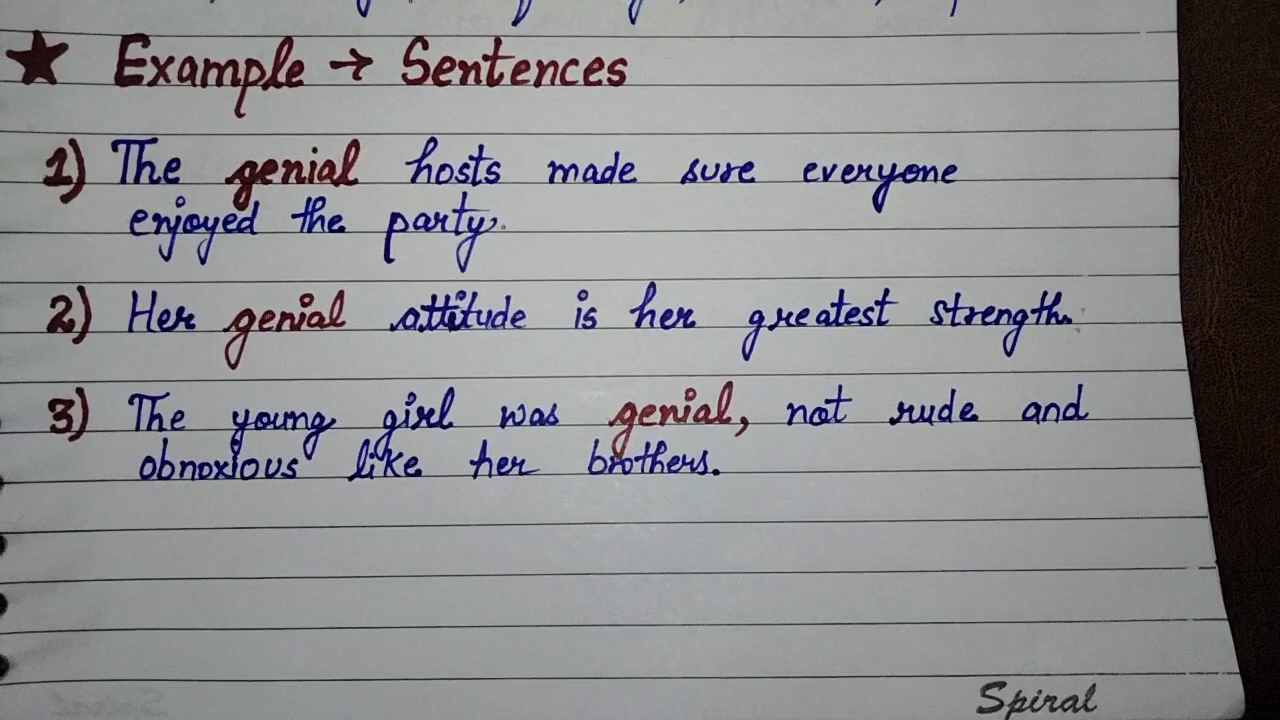 ★ Example → Sentences
1) The genial hosts made sure everyone
enjoyed the party.
2) Her genial attitude is her greatest strength.
3) The young girl was genial, not rude and
obnoxious like her brothers.
Spiral